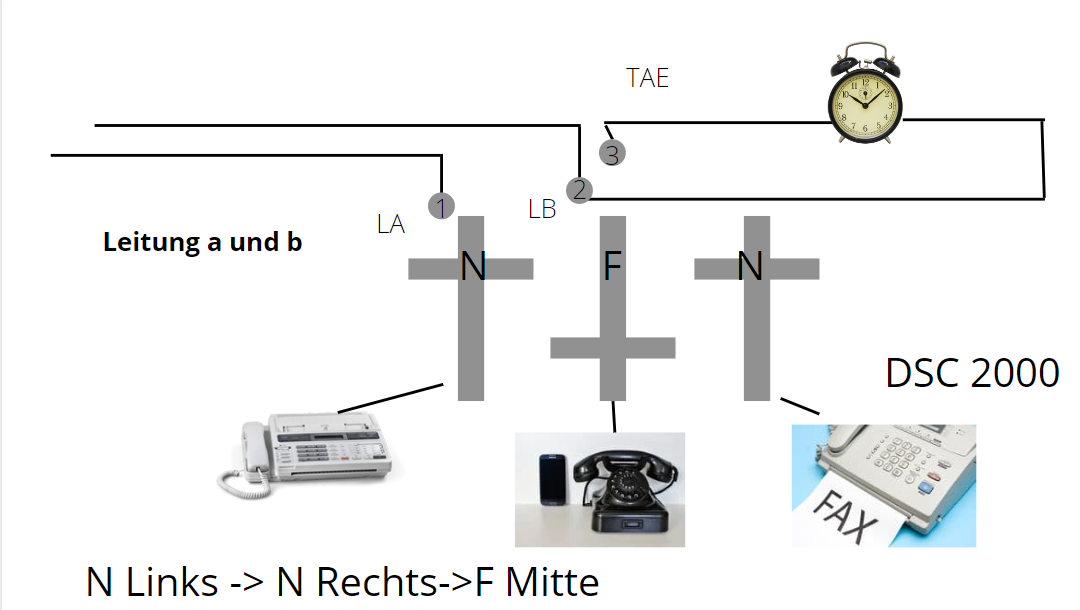 TAE
3
2
1
LA
LB
Leitung a und b
N
F
N
DSC 2000
FAX
N Links -> N Rechts->F Mitte